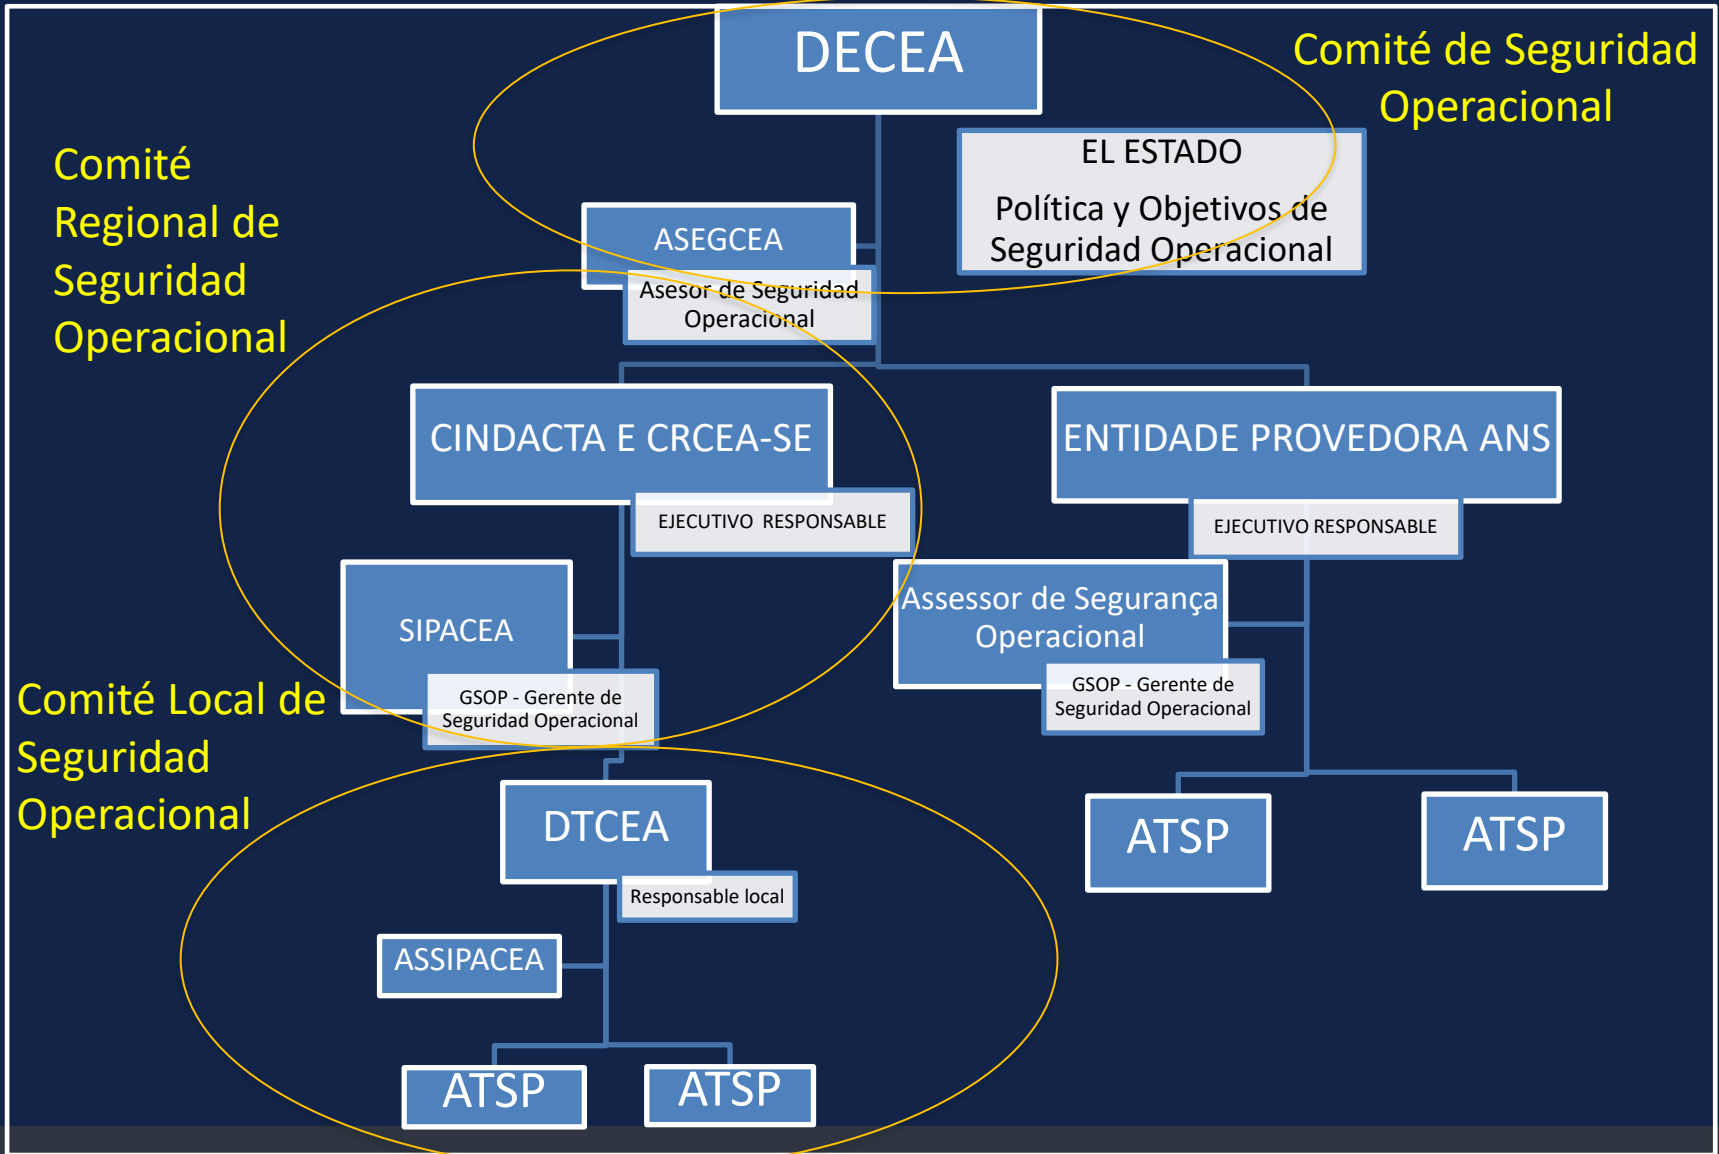 DECEA
Comité de Seguridad
Operacional
EL ESTADO
Política y Objetivos de
Seguridad Operacional
Comité
Regional de
Seguridad
Operacional
ASEGCEA
Asesor de Seguridad
Operacional
CINDACTA E CRCEA-SE
EJECUTIVO RESPONSABLE
ENTIDADE PROVEDORA ANS
EJECUTIVO RESPONSABLE
SIPACEA
GSOP - Gerente de
Seguridad Operacional
Assessor de Segurança
Operacional
GSOP - Gerente de
Seguridad Operacional
Comité Local de
Seguridad
Operacional
DTCEA
Responsable local
ATSP
ATSP
ASSIPACEA
ATSP
ATSP